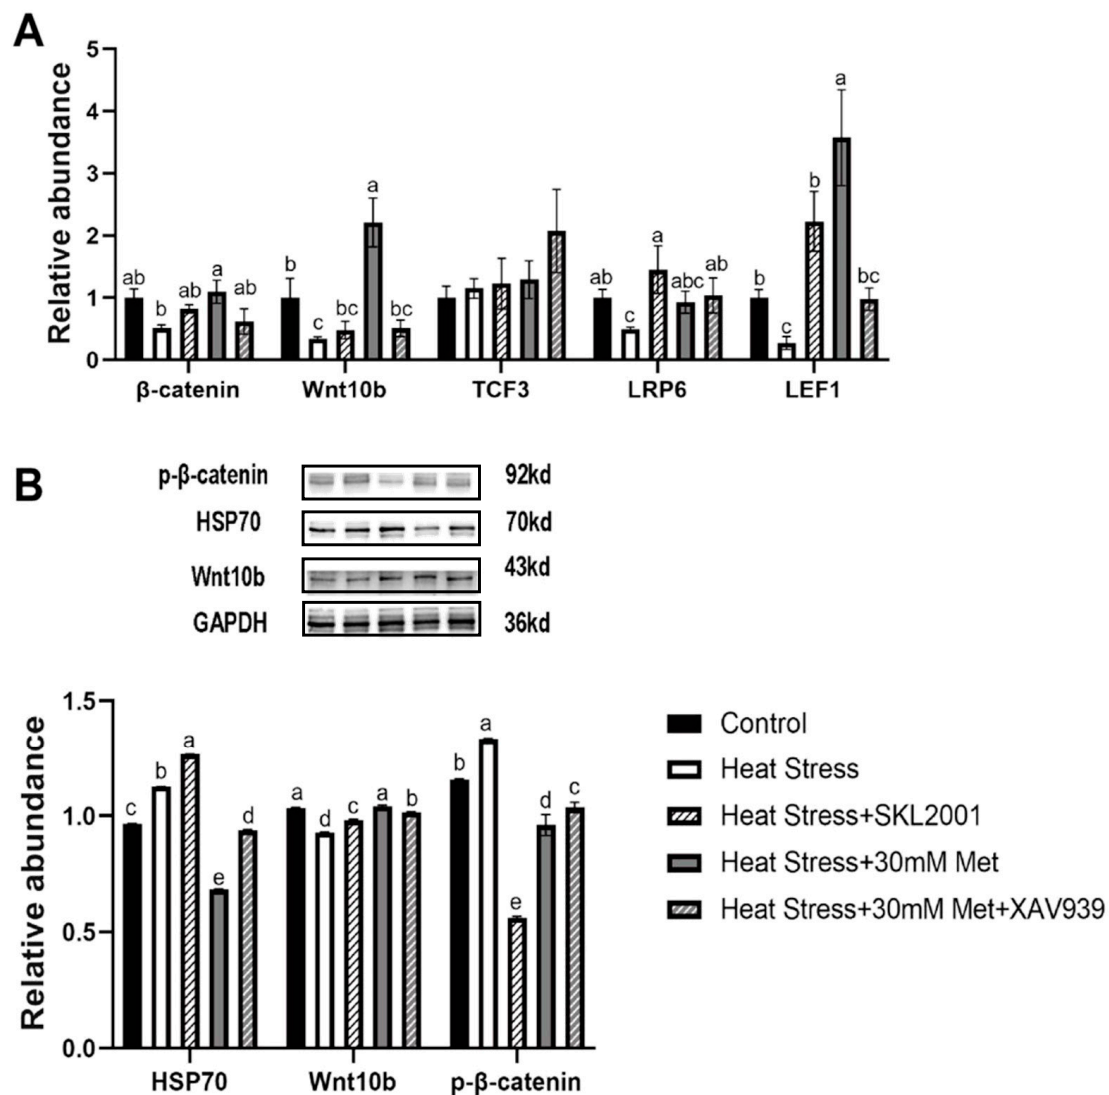 A
Relative abundance
5
4
3
2
1
0
ab
b
ab
a
ab
b
c
bc
a
bc
ab
c
a
abc
ab
b
c
b
a
bc
β-catenin Wnt10b TCF3 LRP6 LEF1
B
p-β-catenin 92kd
HSP70 70kd
Wnt10b 43kd
GAPDH 36kd
Relative abundance
1.5
1.0
0.5
0.0
c
b
a
e
d
a
d
c
a
b
b
a
e
d
c
HSP70 Wnt10b p-β-catenin
Control
Heat Stress
Heat Stress+SKL2001
Heat Stress+30mM Met
Heat Stress+30mM Met+XAV939